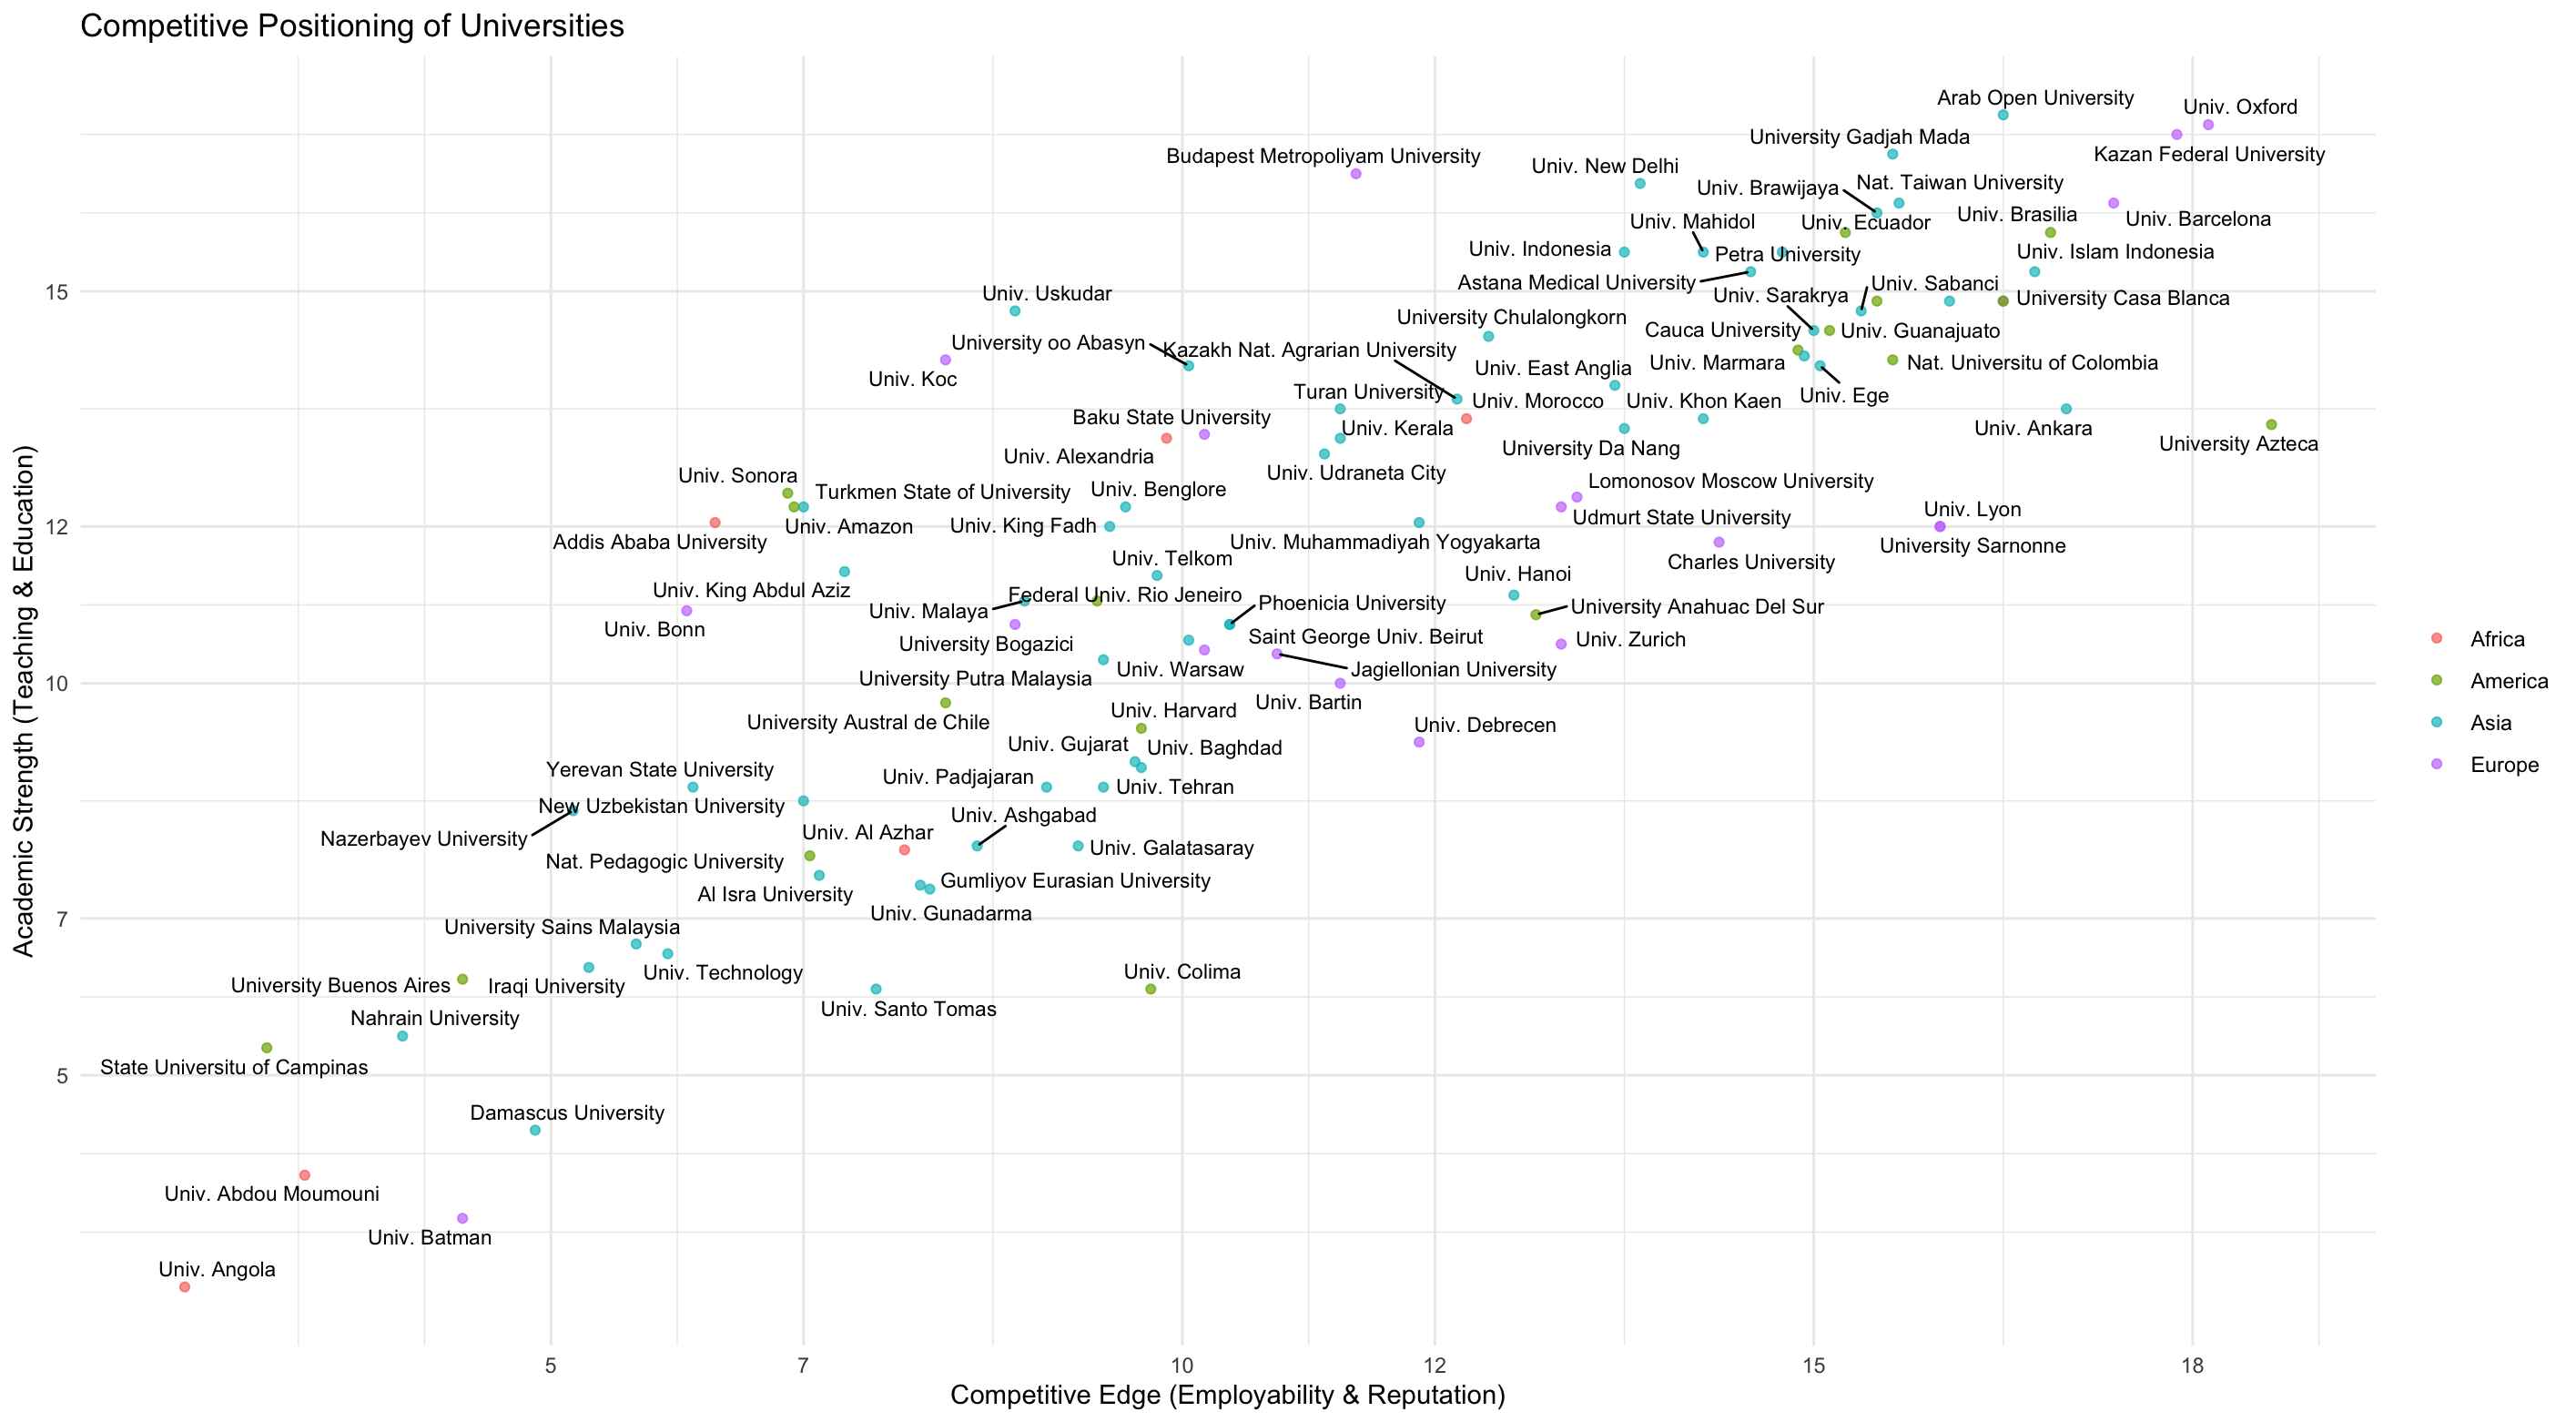 Competitive Positioning of Universities
Arab Open University
Univ. Oxford
University Gadjah Mada
Kazan Federal University
Budapest Metropoliyam University
Univ. New Delhi
Nat. Taiwan University
Univ. Brawijaya
Univ. Brasilia
Univ. Barcelona
Univ. Mahidol
Univ. Ecuador
Univ. Indonesia
Petra University
Univ. Islam Indonesia
Astana Medical University
Univ. Sabanci
15
Univ. Uskudar
Univ. Sarakrya
University Casa Blanca
University Chulalongkorn
Cauca University
Univ. Guanajuato
University oo Abasyn
Kazakh Nat. Agrarian University
Univ. Marmara
Nat. Universitu of Colombia
Univ. East Anglia
Univ. Koc
Turan University
Univ. Ege
Univ. Morocco
Univ. Khon Kaen
Baku State University
Univ. Kerala
Univ. Ankara
University Azteca
Univ. Alexandria
University Da Nang
Univ. Udraneta City
Univ. Sonora
Lomonosov Moscow University
Turkmen State of University
Univ. Benglore
Univ. Lyon
Udmurt State University
12
Univ. Amazon
Univ. King Fadh
Addis Ababa University
Univ. Muhammadiyah Yogyakarta
University Sarnonne
Univ. Telkom
Charles University
Univ. Hanoi
Univ. King Abdul Aziz
Federal Univ. Rio Jeneiro
Phoenicia University
University Anahuac Del Sur
Univ. Malaya
Univ. Bonn
University Bogazici
Saint George Univ. Beirut
Univ. Zurich
Univ. Warsaw
Jagiellonian University
10
University Putra Malaysia
Univ. Bartin
Univ. Harvard
University Austral de Chile
Univ. Debrecen
Univ. Gujarat
Univ. Baghdad
Yerevan State University
Univ. Padjajaran
Univ. Tehran
New Uzbekistan University
Univ. Ashgabad
Nazerbayev University
Univ. Al Azhar
Univ. Galatasaray
Nat. Pedagogic University
Gumliyov Eurasian University
Al Isra University
Univ. Gunadarma
7
University Sains Malaysia
Univ. Technology
Univ. Colima
University Buenos Aires
Iraqi University
Univ. Santo Tomas
Nahrain University
State Universitu of Campinas
5
Damascus University
Univ. Abdou Moumouni
Univ. Batman
Univ. Angola
5
7
10
12
15
18
Competitive Edge (Employability & Reputation)
Academic Strength (Teaching & Education)
Africa
America
Asia
Europe